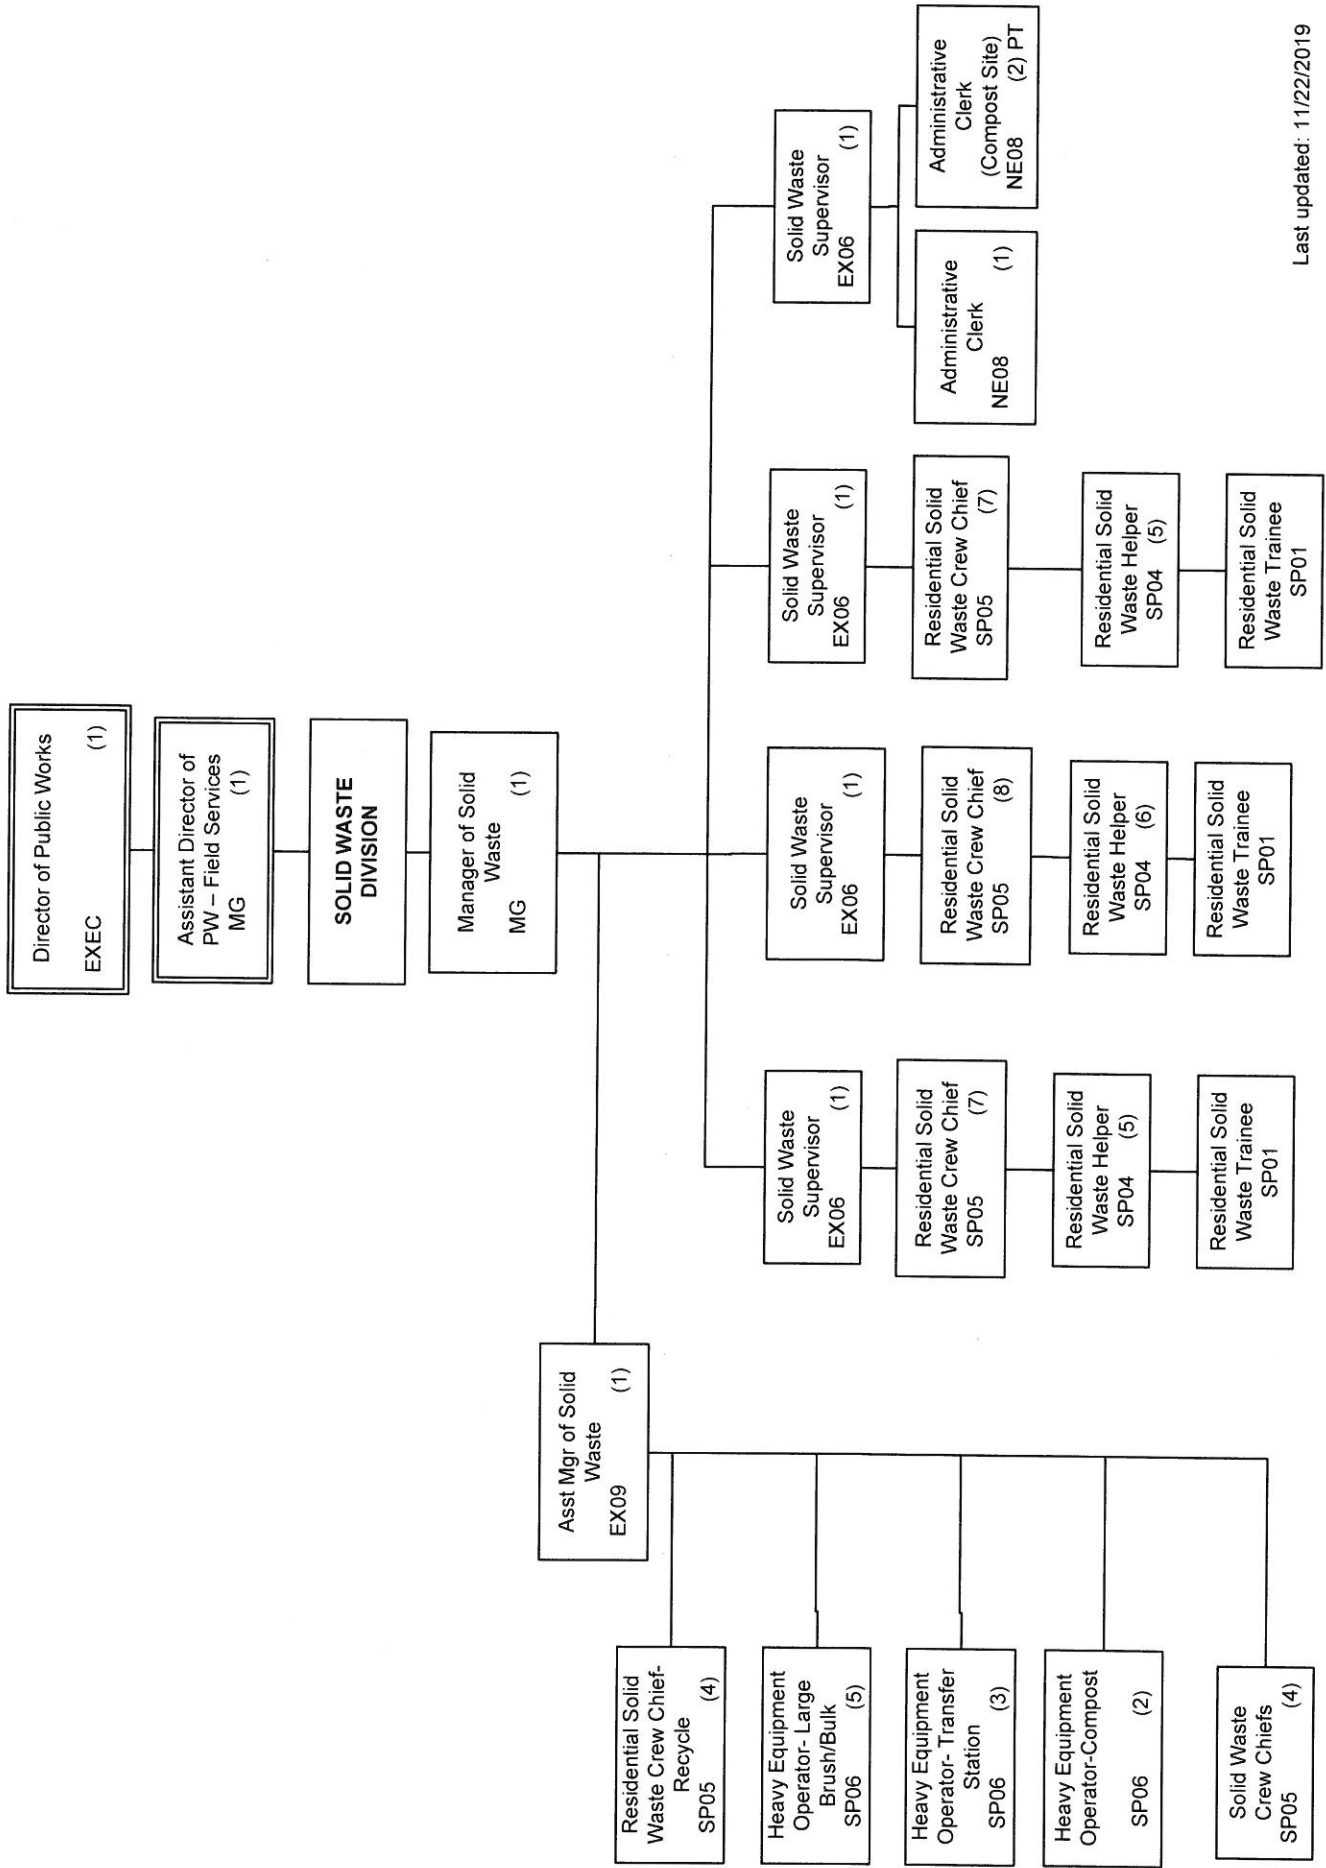 Director of Public Works
EXEC (1)
Assistant Director of
PW – Field Services
MG (1)
SOLID WASTE
DIVISION
Manager of Solid
Waste
MG (1)
Asst Mgr of Solid
Waste
EX09 (1)
Residential Solid
Waste Crew Chief-
Recycle
SP05 (4)
Heavy Equipment
Operator- Large
Brush/Bulk
SP06 (5)
Heavy Equipment
Operator- Transfer
Station
SP06 (3)
Heavy Equipment
Operator-Compost
SP06 (2)
Solid Waste
Crew Chiefs
SP05 (4)
Solid Waste
Supervisor
EX06 (1)
Residential Solid
Waste Crew Chief
SP05 (7)
Residential Solid
Waste Helper
SP04 (5)
Residential Solid
Waste Trainee
SP01
Solid Waste
Supervisor
EX06 (1)
Residential Solid
Waste Crew Chief
SP05 (8)
Residential Solid
Waste Helper
SP04 (6)
Residential Solid
Waste Trainee
SP01
Solid Waste
Supervisor
EX06 (1)
Residential Solid
Waste Crew Chief
SP05 (7)
Residential Solid
Waste Helper
SP04 (5)
Residential Solid
Waste Trainee
SP01
Solid Waste
Supervisor
EX06 (1)
Administrative
Clerk
NE08 (1)
Administrative
Clerk
(Compost Site)
NE08 (2) PT
Last updated: 11/22/2019